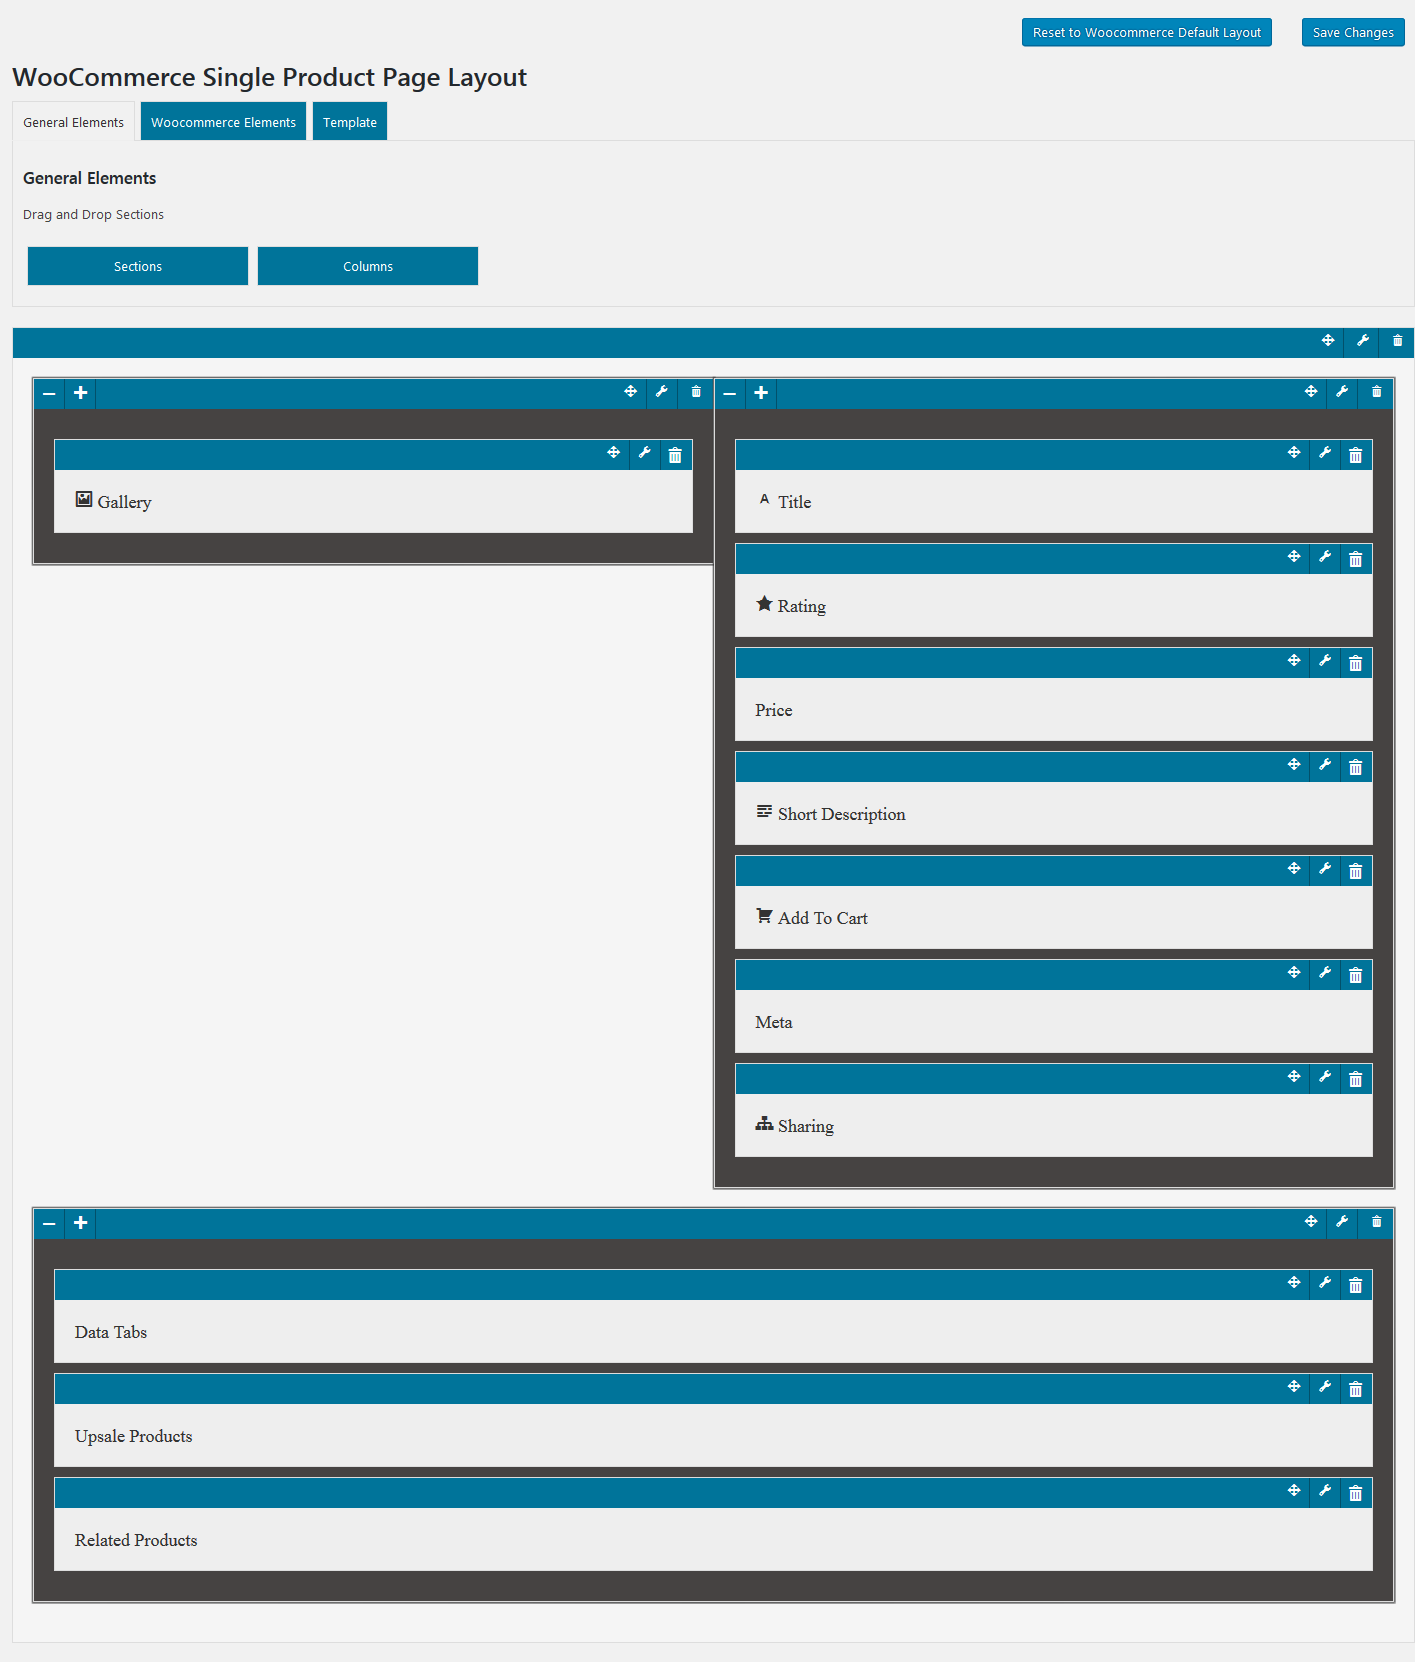 Reset to Woocommerce Default Layout
Save Changes
WooCommerce Single Product Page Layout
General Elements
Woocommerce Elements
Template
General Elements
Drag and Drop Sections
Sections
Columns
Gallery
Title
Rating
Price
Short Description
Add To Cart
Meta
Sharing
Data Tabs
Upsale Products
Related Products